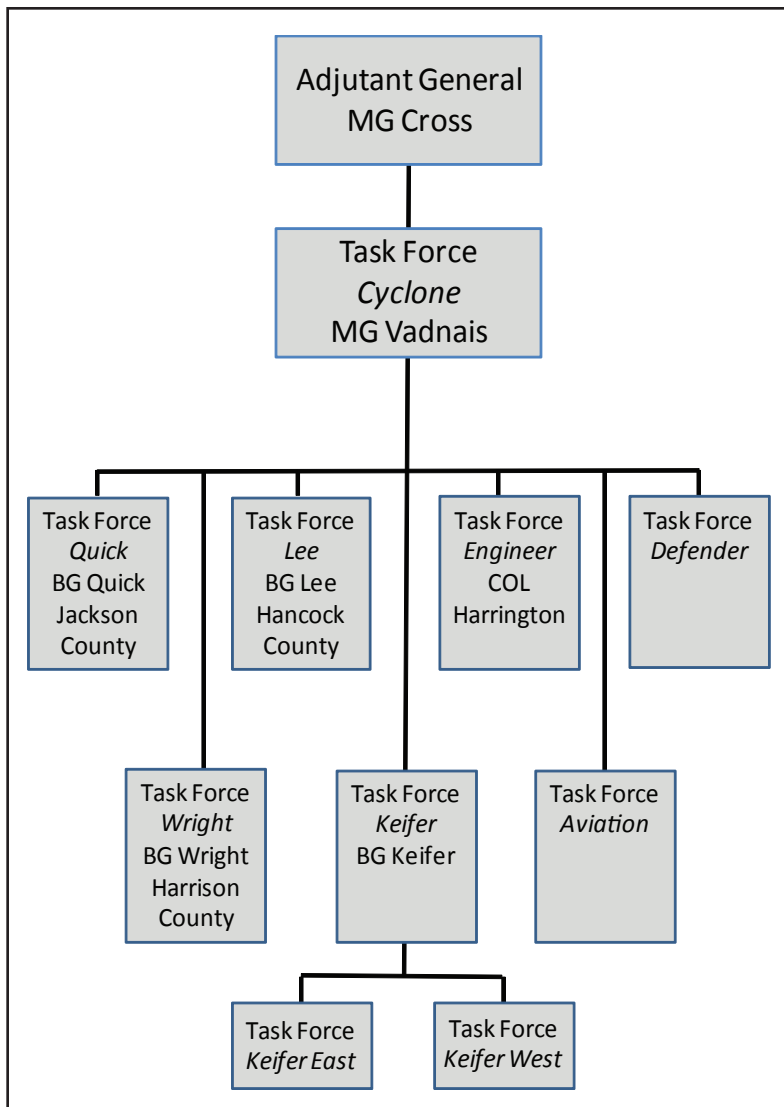 Adjutant General
MG Cross
Task Force
Cyclone
MG Vadnais
Task Force
Quick
BG Quick
Jackson
County
Task Force
Lee
BG Lee
Hancock
County
Task Force
Engineer
COL
Harrington
Task Force
Defender
Task Force
Wright
BG Wright
Harrison
County
Task Force
Keifer
BG Keifer
Task Force
Aviation
Task Force
Keifer East
Task Force
Keifer West